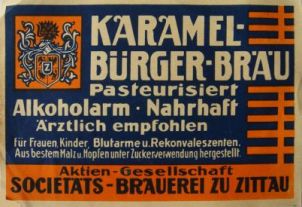 KARAMEL-
BÜRGER-BRÄU
Pasteurisiert
Alkoholarm · Nahrhaft
Ärztlich empfohlen
für Frauen, Kinder, Blutarme u. Rekonvaleszenten.
Aus bestem Malz u. Hopfen unter Zuckerverwendung hergestellt.
Aktien-Gesellschaft
SOCIETÄTS-BRAUEREI ZU ZITTAU
Z